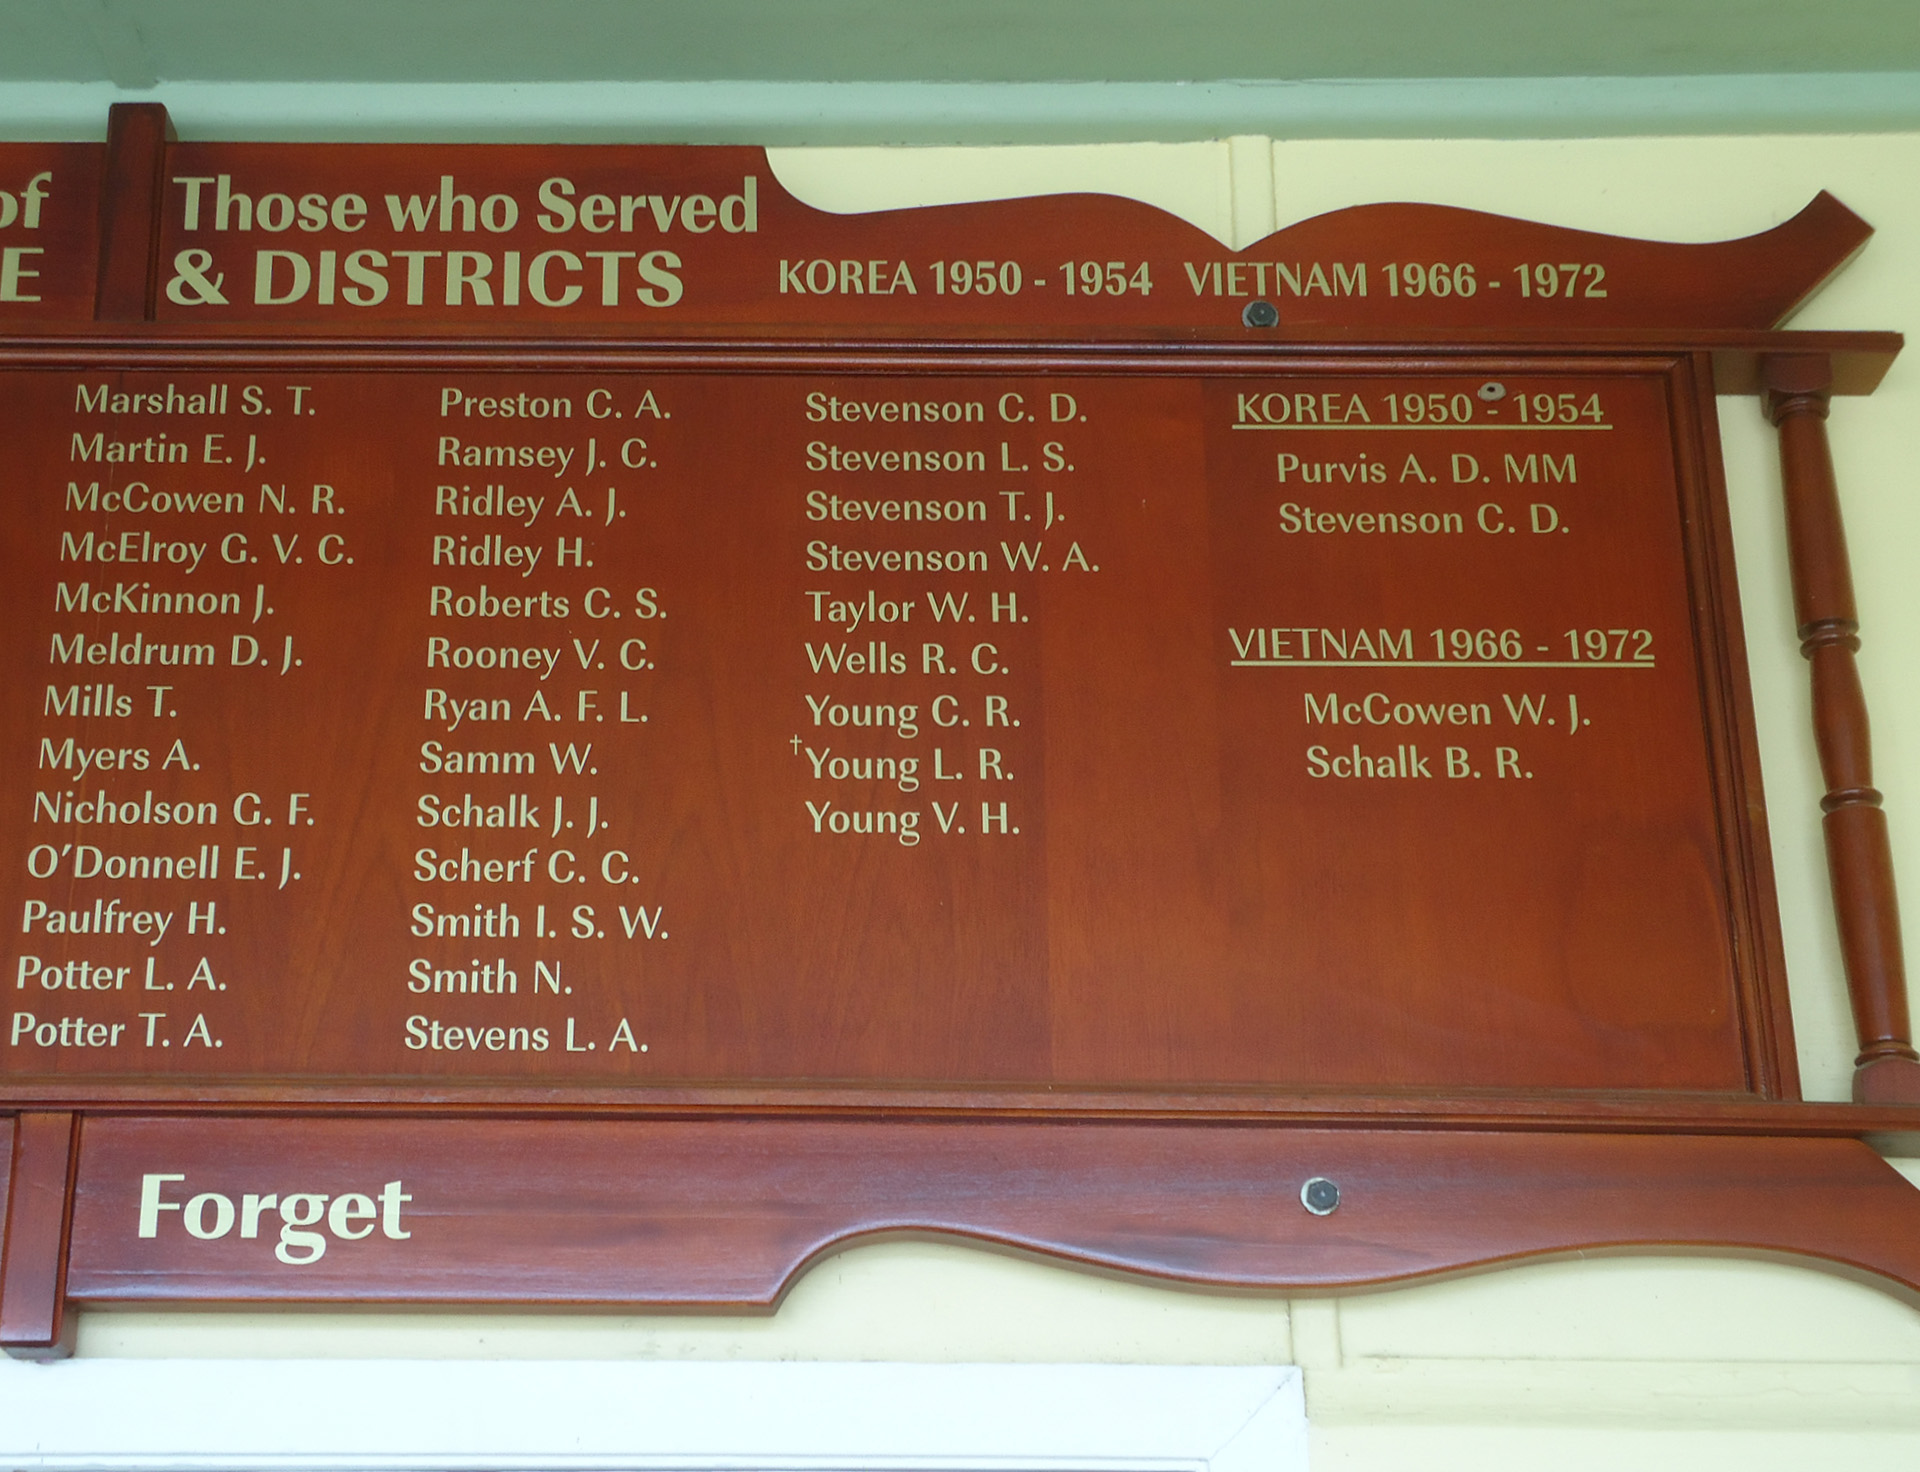 of Those who Served
E & DISTRICTS KOREA 1950 - 1954 VIETNAM 1966 - 1972
Marshall S. T.
Martin E. J.
McCowen N. R.
McElroy G. V. C.
McKinnon J.
Meldrum D. J.
Mills T.
Myers A.
Nicholson G. F.
O'Donnell E. J.
Paulfrey H.
Potter L. A.
Potter T. A.
Preston C. A.
Ramsey J. C.
Ridley A. J.
Ridley H.
Roberts C. S.
Rooney V. C.
Ryan A. F. L.
Samm W.
Schalk J. J.
Scherf C. C.
Smith I. S. W.
Smith N.
Stevens L. A.
Stevenson C. D.
Stevenson L. S.
Stevenson T. J.
Stevenson W. A.
Taylor W. H.
Wells R. C.
Young C. R.
†Young L. R.
Young V. H.
KOREA 1950 - 1954
Purvis A. D. MM
Stevenson C. D.
VIETNAM 1966 - 1972
McCowen W. J.
Schalk B. R.
Forget